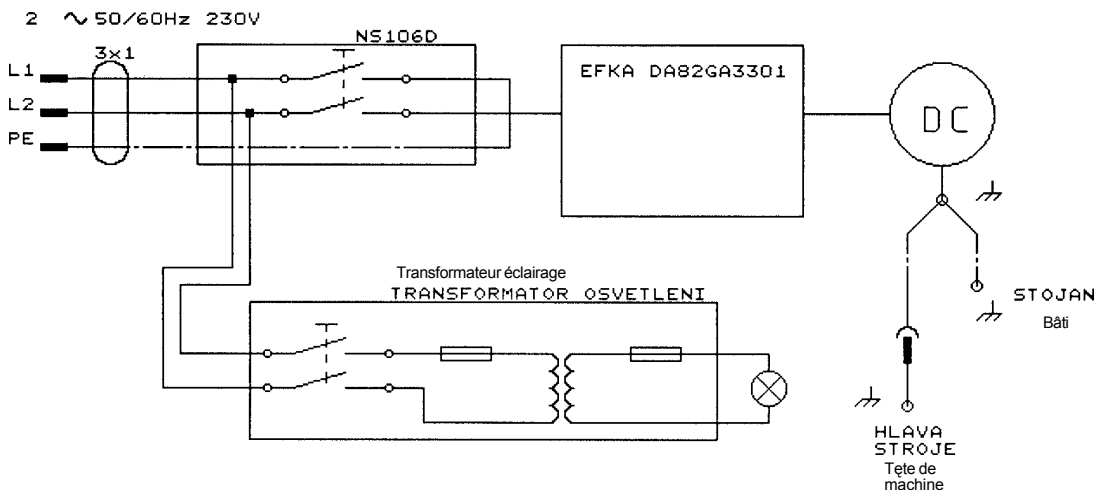 2 ∿ 50/60Hz 230V
NS106D
3x1
L1
L2
PE
EFKA DA82GA3301
DC
Transformateur éclairage
TRANSFORMATOR OSVETLENI
STOJAN
Bâti
HLAVA
STROJE
Tęte de
machine